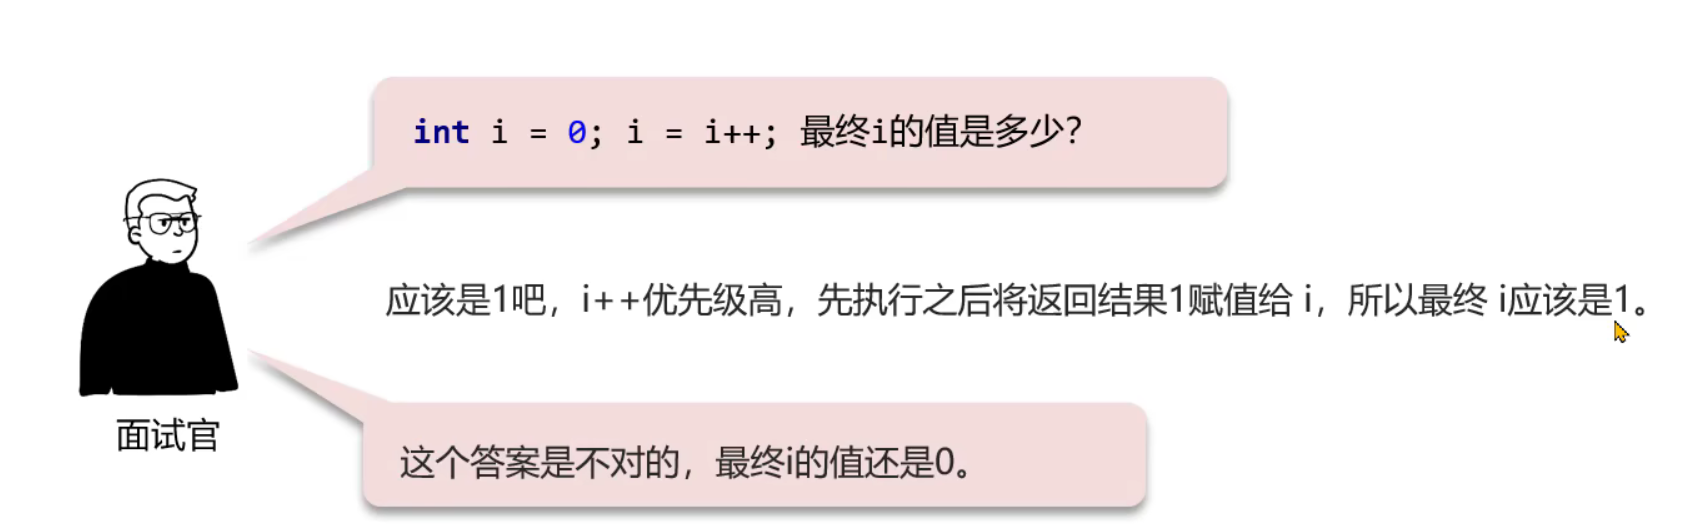 int i = 0; i = i++; 最终i的值是多少？
应该是1吧，i++优先级高，先执行之后将返回结果1赋值给 i，所以最终 i应该是1。
面试官
这个答案是不对的，最终i的值还是0。